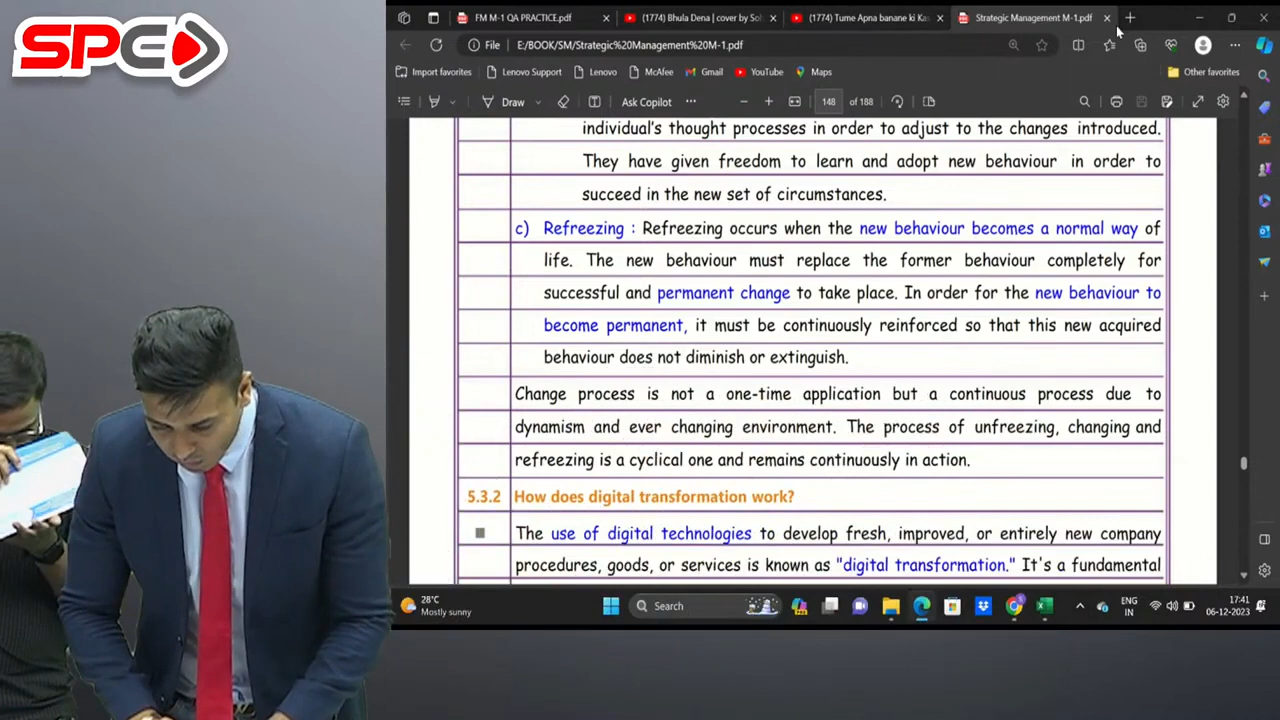 SPC
FM M-1 QA PRACTICE.pdf
(1774) Bhula Dena | cover by Sol
(1774) Tume Apna banane ki Ka
Strategic Management M-1.pdf
File
E:/BOOK/SM/Strategic%20Management%20M-1.pdf
Import favorites
Lenovo Support
Lenovo
McAfee
Gmail
YouTube
Maps
Other favorites
Draw
Ask Copilot
148 of 188
individual's thought processes in order to adjust to the changes introduced.
They have given freedom to learn and adopt new behaviour in order to
succeed in the new set of circumstances.
c) Refreezing : Refreezing occurs when the new behaviour becomes a normal way of
life. The new behaviour must replace the former behaviour completely for
successful and permanent change to take place. In order for the new behaviour to
become permanent, it must be continuously reinforced so that this new acquired
behaviour does not diminish or extinguish.
Change process is not a one-time application but a continuous process due to
dynamism and ever changing environment. The process of unfreezing, changing and
refreezing is a cyclical one and remains continuously in action.
5.3.2 How does digital transformation work?
The use of digital technologies to develop fresh, improved, or entirely new company
procedures, goods, or services is known as "digital transformation." It's a fundamental
28°C
Mostly sunny
Search
ENG
IN
17:41
06-12-2023